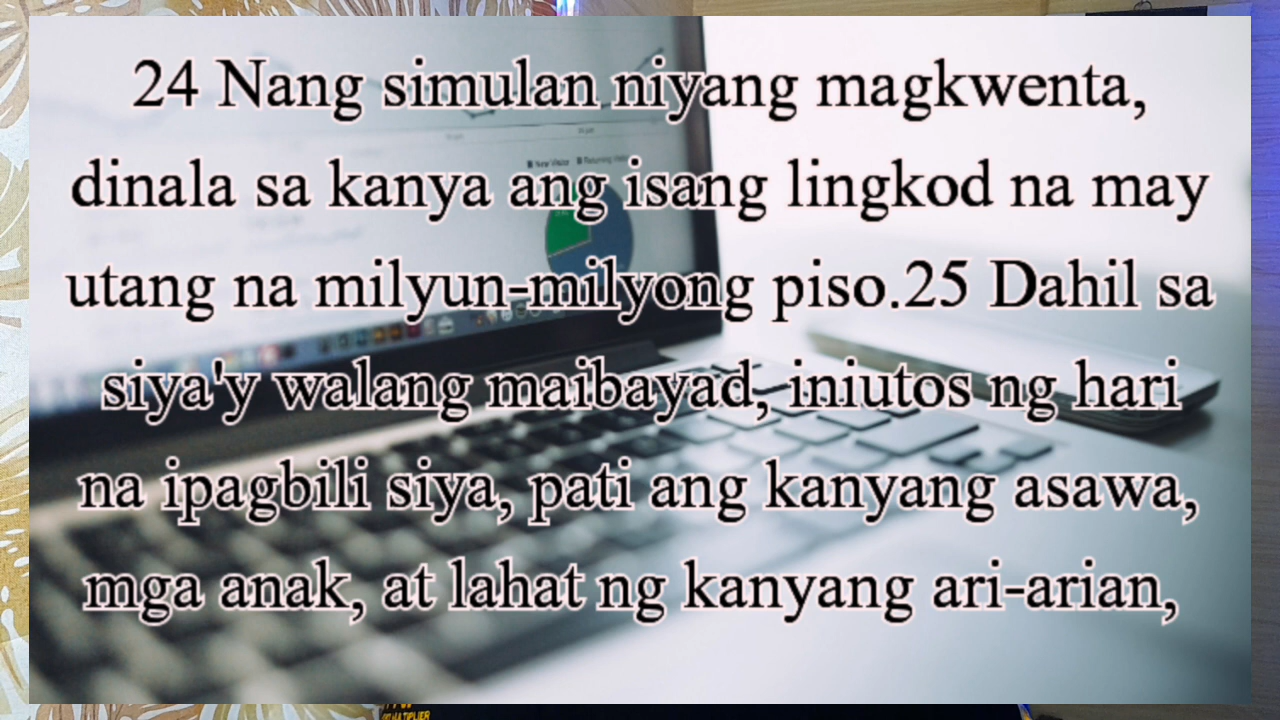 24 Nang simulan niyang magkwenta,
dinala sa kanya ang isang lingkod na may
utang na milyun-milyong piso.25 Dahil sa
siya'y walang maibayad, iniutos ng hari
na ipagbili siya, pati ang kanyang asawa,
mga anak, at lahat ng kanyang ari-arian,